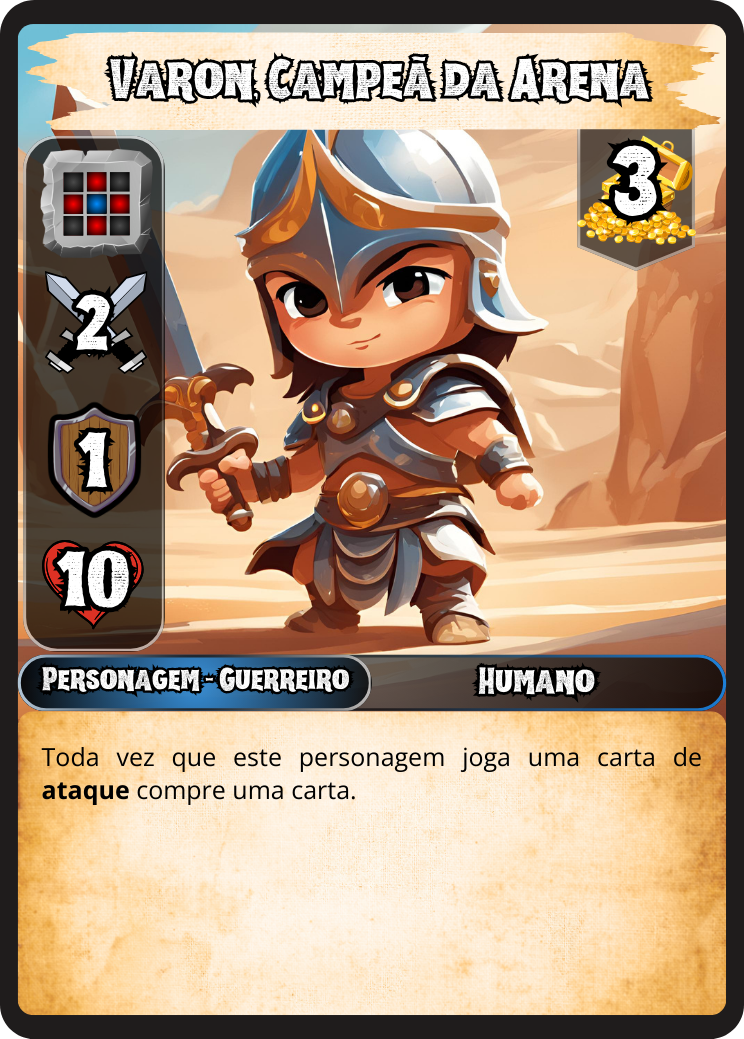 Varon, Campeã da Arena
3
2
1
10
Personagem - Guerreiro
Humano
Toda vez que este personagem joga uma carta de
ataque compre uma carta.